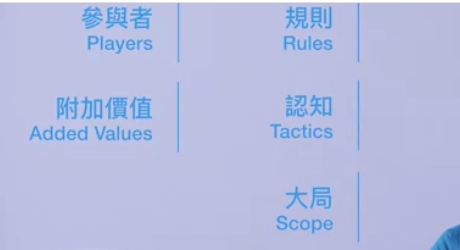 參與者
Players
附加價值
Added Values
規則
Rules
認知
Tactics
大局
Scope